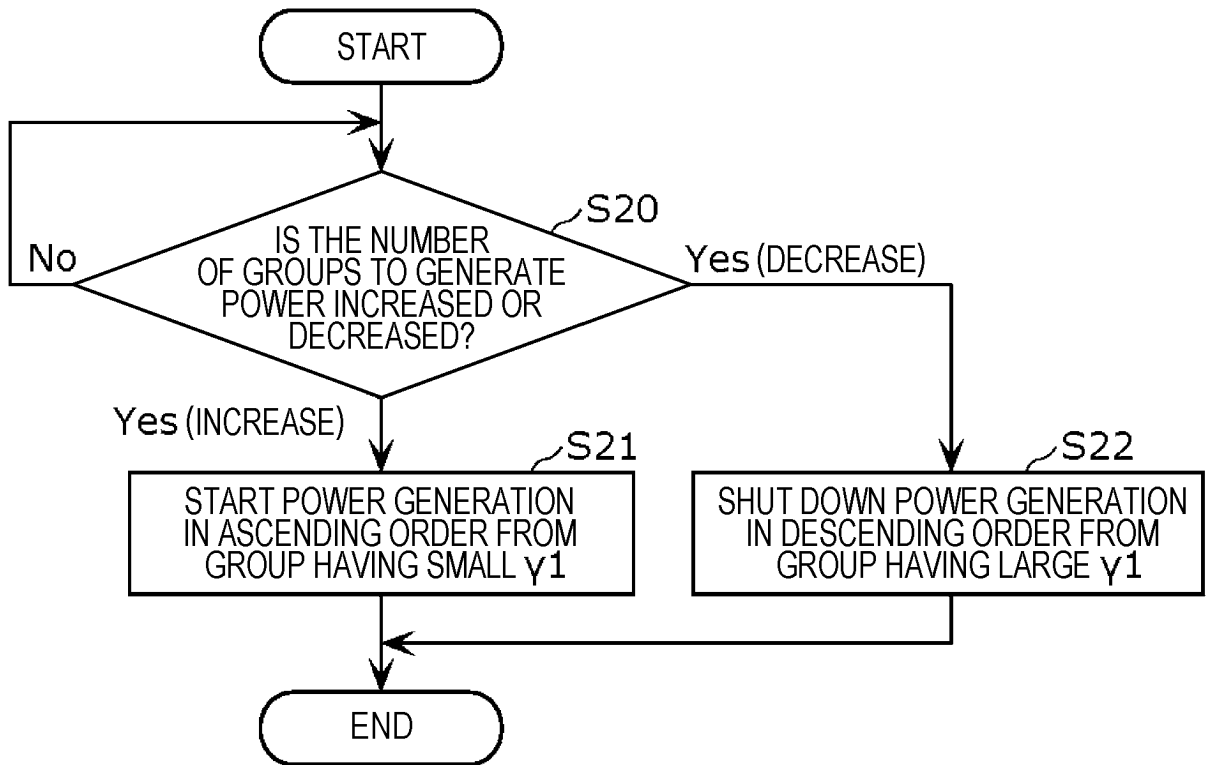 START
S20
IS THE NUMBER
OF GROUPS TO GENERATE
POWER INCREASED OR
DECREASED?
No
Yes (DECREASE)
Yes (INCREASE)
S21
START POWER GENERATION
IN ASCENDING ORDER FROM
GROUP HAVING SMALL γ1
S22
SHUT DOWN POWER GENERATION
IN DESCENDING ORDER FROM
GROUP HAVING LARGE γ1
END